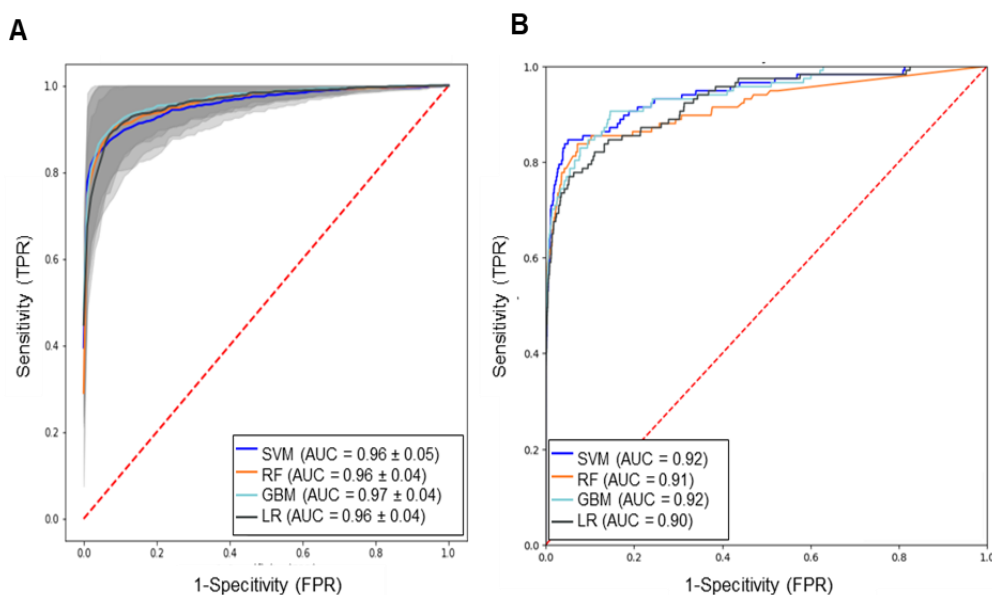 A
B
1.0
0.8
0.6
0.4
0.2
0.0
Sensitivity (TPR)
SVM (AUC = 0.96 ± 0.05)
RF (AUC = 0.96 ± 0.04)
GBM (AUC = 0.97 ± 0.04)
LR (AUC = 0.96 ± 0.04)
0.0 0.2 0.4 0.6 0.8 1.0
1-Specitivity (FPR)
1.0
0.8
0.6
0.4
0.2
0.0
Sensitivity (TPR)
SVM (AUC = 0.92)
RF (AUC = 0.91)
GBM (AUC = 0.92)
LR (AUC = 0.90)
0.0 0.2 0.4 0.6 0.8 1.0
1-Specitivity (FPR)